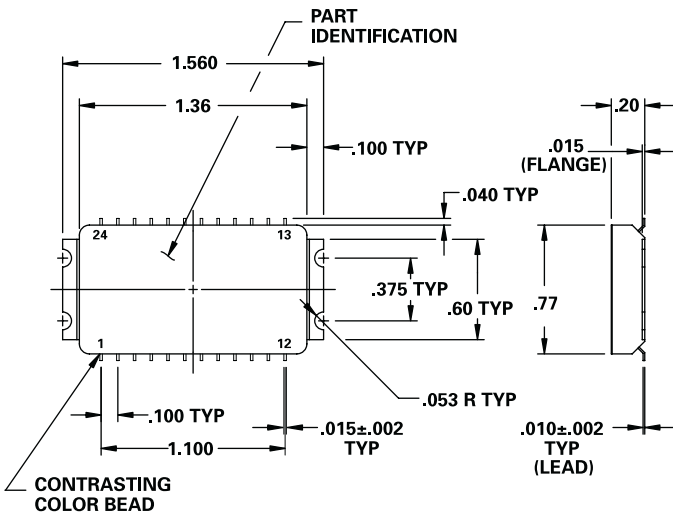 PART
IDENTIFICATION
1.560
1.36
.20
.100 TYP
.015
(FLANGE)
.040 TYP
24
13
.375 TYP
.60 TYP
.77
1
12
.053 R TYP
.100 TYP
.015±.002
TYP
.010±.002
TYP
(LEAD)
1.100
CONTRASTING
COLOR BEAD